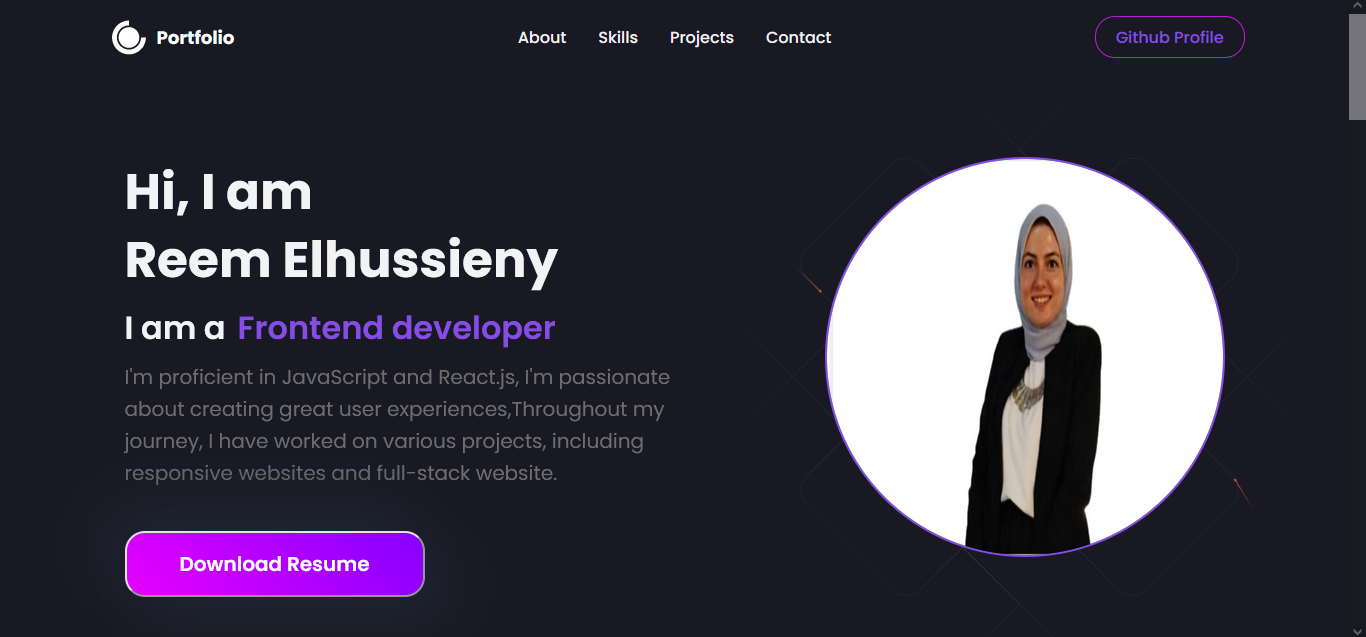 Portfolio
About
Skills
Projects
Contact
Github Profile
Hi, I am
Reem Elhussieny
I am a Frontend developer
I'm proficient in JavaScript and React.js, I'm passionate
about creating great user experiences,Throughout my
journey, I have worked on various projects, including
responsive websites and full-stack website.
Download Resume